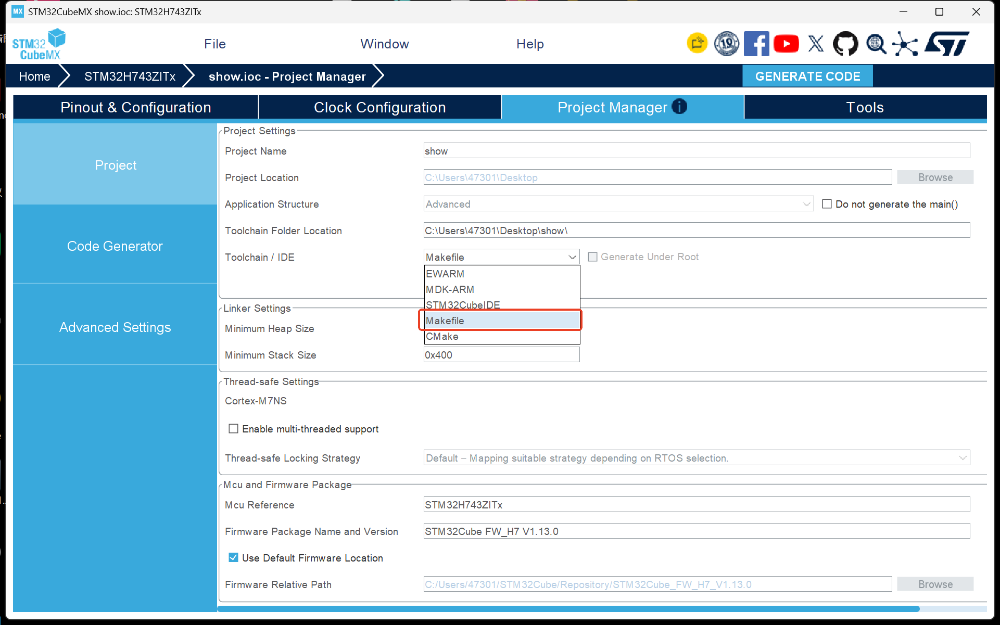 MX STM32CubeMX show.ioc: STM32H743ZITx
STM32
CubeMX
File
Window
Help
10
ST
Home
STM32H743ZITx
show.ioc - Project Manager
GENERATE CODE
Pinout & Configuration
Clock Configuration
Project Manager i
Tools
Project
Code Generator
Advanced Settings
Project Settings
Project Name
show
Project Location
C:\Users\47301\Desktop
Browse
Application Structure
Advanced
Do not generate the main()
Toolchain Folder Location
C:\Users\47301\Desktop\show\
Toolchain / IDE
Makefile
Generate Under Root
EWARM
MDK-ARM
STM32CubeIDE
Makefile
CMake
Linker Settings
Minimum Heap Size
Minimum Stack Size
0x400
Thread-safe Settings
Cortex-M7NS
Enable multi-threaded support
Thread-safe Locking Strategy
Default – Mapping suitable strategy depending on RTOS selection.
Mcu and Firmware Package
Mcu Reference
STM32H743ZITx
Firmware Package Name and Version
STM32Cube FW_H7 V1.13.0
Use Default Firmware Location
Firmware Relative Path
C:/Users/47301/STM32Cube/Repository/STM32Cube_FW_H7_V1.13.0
Browse